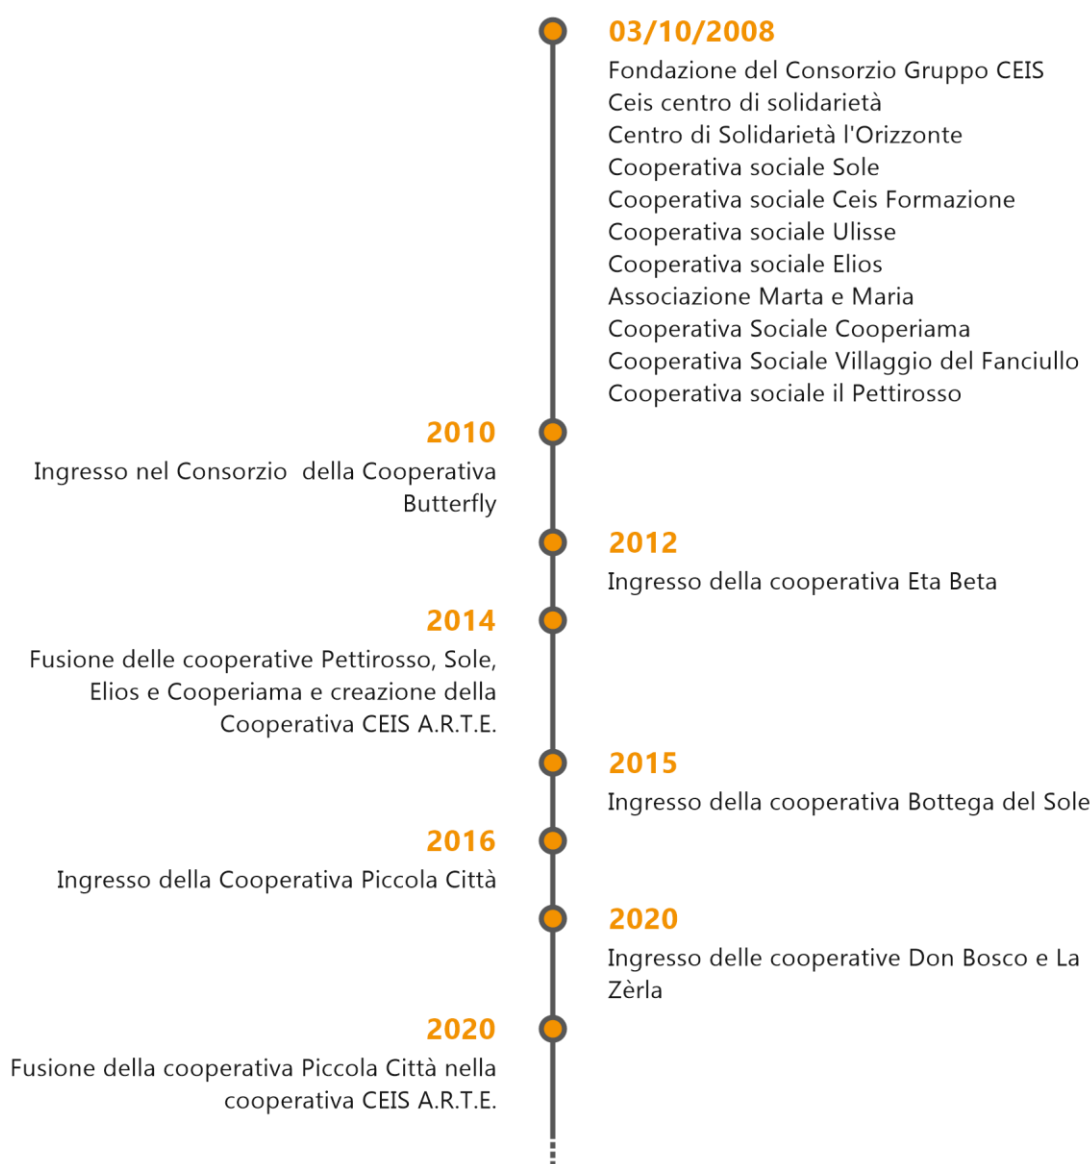 03/10/2008
Fondazione del Consorzio Gruppo CEIS
Ceis centro di solidarietà
Centro di Solidarietà l'Orizzonte
Cooperativa sociale Sole
Cooperativa sociale Ceis Formazione
Cooperativa sociale Ulisse
Cooperativa sociale Elios
Associazione Marta e Maria
Cooperativa Sociale Cooperiama
Cooperativa Sociale Villaggio del Fanciullo
Cooperativa sociale il Pettirosso
2010
Ingresso nel Consorzio  della Cooperativa
Butterfly
2012
Ingresso della cooperativa Eta Beta
2014
Fusione delle cooperative Pettirosso, Sole,
Elios e Cooperiama e creazione della
Cooperativa CEIS A.R.T.E.
2015
Ingresso della cooperativa Bottega del Sole
2016
Ingresso della Cooperativa Piccola Città
2020
Ingresso delle cooperative Don Bosco e La
Zèrla
2020
Fusione della cooperativa Piccola Città nella
cooperativa CEIS A.R.T.E.